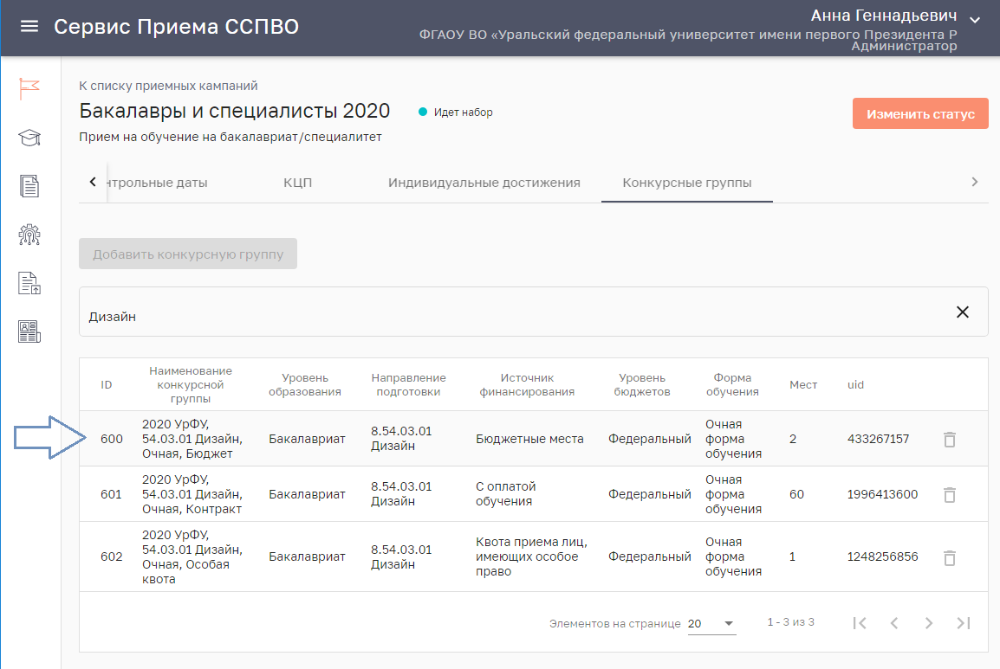 Сервис Приема ССПВО
Анна Геннадьевич
ФГАОУ ВО «Уральский федеральный университет имени первого Президента Р
Администратор
К списку приемных кампаний
Бакалавры и специалисты 2020
Идет набор
Изменить статус
Прием на обучение на бакалавриат/специалитет
нтрольные даты
КЦП
Индивидуальные достижения
Конкурсные группы
Добавить конкурсную группу
Дизайн
ID
Наименование
конкурсной
группы
Уровень
образования
Направление
подготовки
Источник
финансирования
Уровень
бюджетов
Форма
обучения
Мест
uid
600
2020 УрФУ,
54.03.01 Дизайн,
Очная, Бюджет
Бакалавриат
8.54.03.01
Дизайн
Бюджетные места
Федеральный
Очная
форма
обучения
2
433267157
601
2020 УрФУ,
54.03.01 Дизайн,
Очная, Контракт
Бакалавриат
8.54.03.01
Дизайн
С оплатой
обучения
Федеральный
Очная
форма
обучения
60
1996413600
602
2020 УрФУ,
54.03.01 Дизайн,
Очная, Особая
квота
Бакалавриат
8.54.03.01
Дизайн
Квота приема лиц,
имеющих особое
право
Федеральный
Очная
форма
обучения
1
1248256856
Элементов на странице
20
1 - 3 из 3